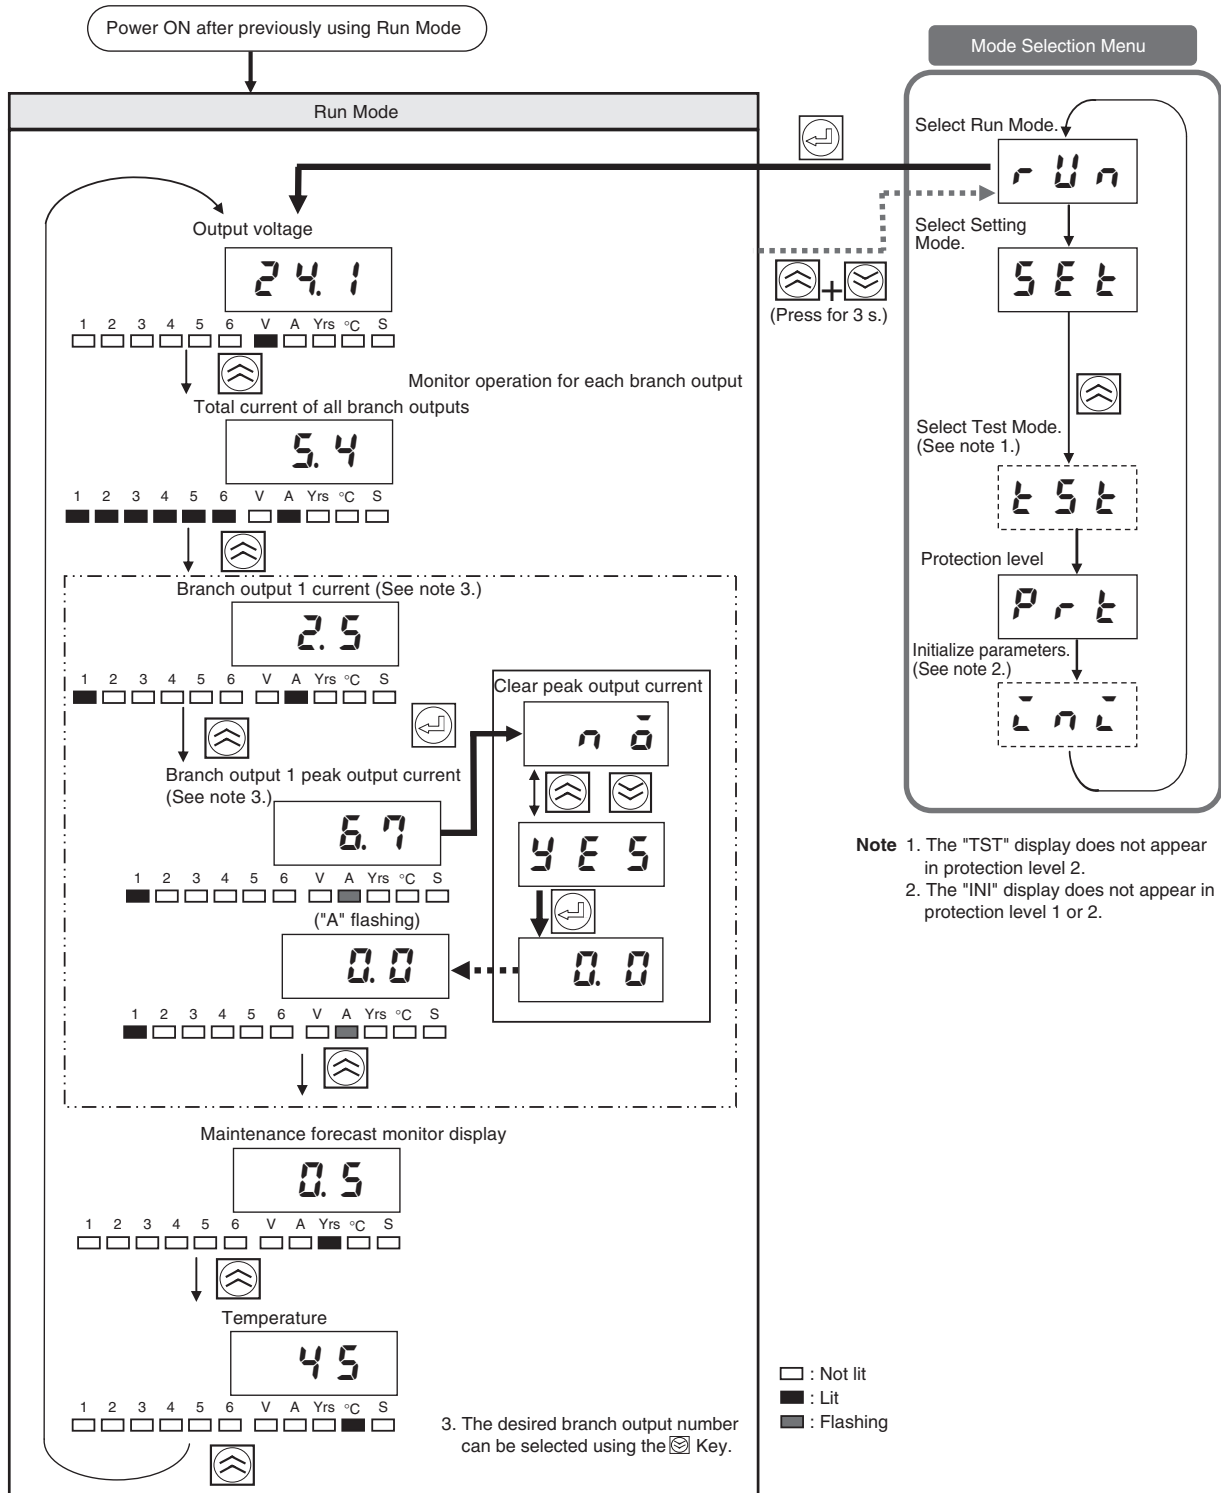 Power ON after previously using Run Mode
Mode Selection Menu
Run Mode
Select Run Mode.
rUn
Output voltage
24.1
1 2 3 4 5 6 V A Yrs °C S
Select Setting
Mode.
SEt
+
(Press for 3 s.)
Monitor operation for each branch output
Total current of all branch outputs
5.4
1 2 3 4 5 6 V A Yrs °C S
Select Test Mode.
(See note 1.)
tSt
Protection level
Prt
Initialize parameters.
(See note 2.)
ini
Branch output 1 current (See note 3.)
2.5
1 2 3 4 5 6 V A Yrs °C S
Clear peak output current
no
Branch output 1 peak output current
(See note 3.)
6.7
YES
1 2 3 4 5 6 V A Yrs °C S
("A" flashing)
0.0
0.0
1 2 3 4 5 6 V A Yrs °C S
Note 1. The "TST" display does not appear
in protection level 2.
2. The "INI" display does not appear in
protection level 1 or 2.
Maintenance forecast monitor display
0.5
1 2 3 4 5 6 V A Yrs °C S
Temperature
45
1 2 3 4 5 6 V A Yrs °C S
3. The desired branch output number
can be selected using the Key.
: Not lit
: Lit
: Flashing